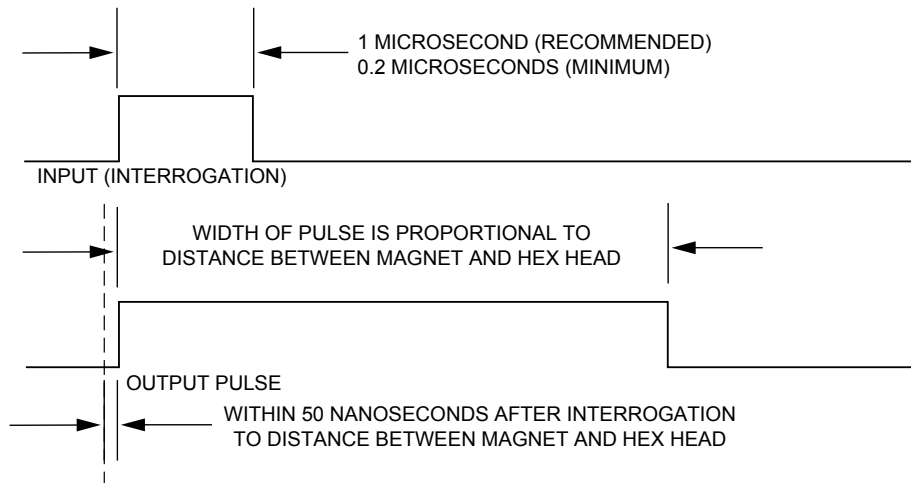 1 MICROSECOND (RECOMMENDED)
0.2 MICROSECONDS (MINIMUM)
INPUT (INTERROGATION)
WIDTH OF PULSE IS PROPORTIONAL TO
DISTANCE BETWEEN MAGNET AND HEX HEAD
OUTPUT PULSE
WITHIN 50 NANOSECONDS AFTER INTERROGATION
TO DISTANCE BETWEEN MAGNET AND HEX HEAD